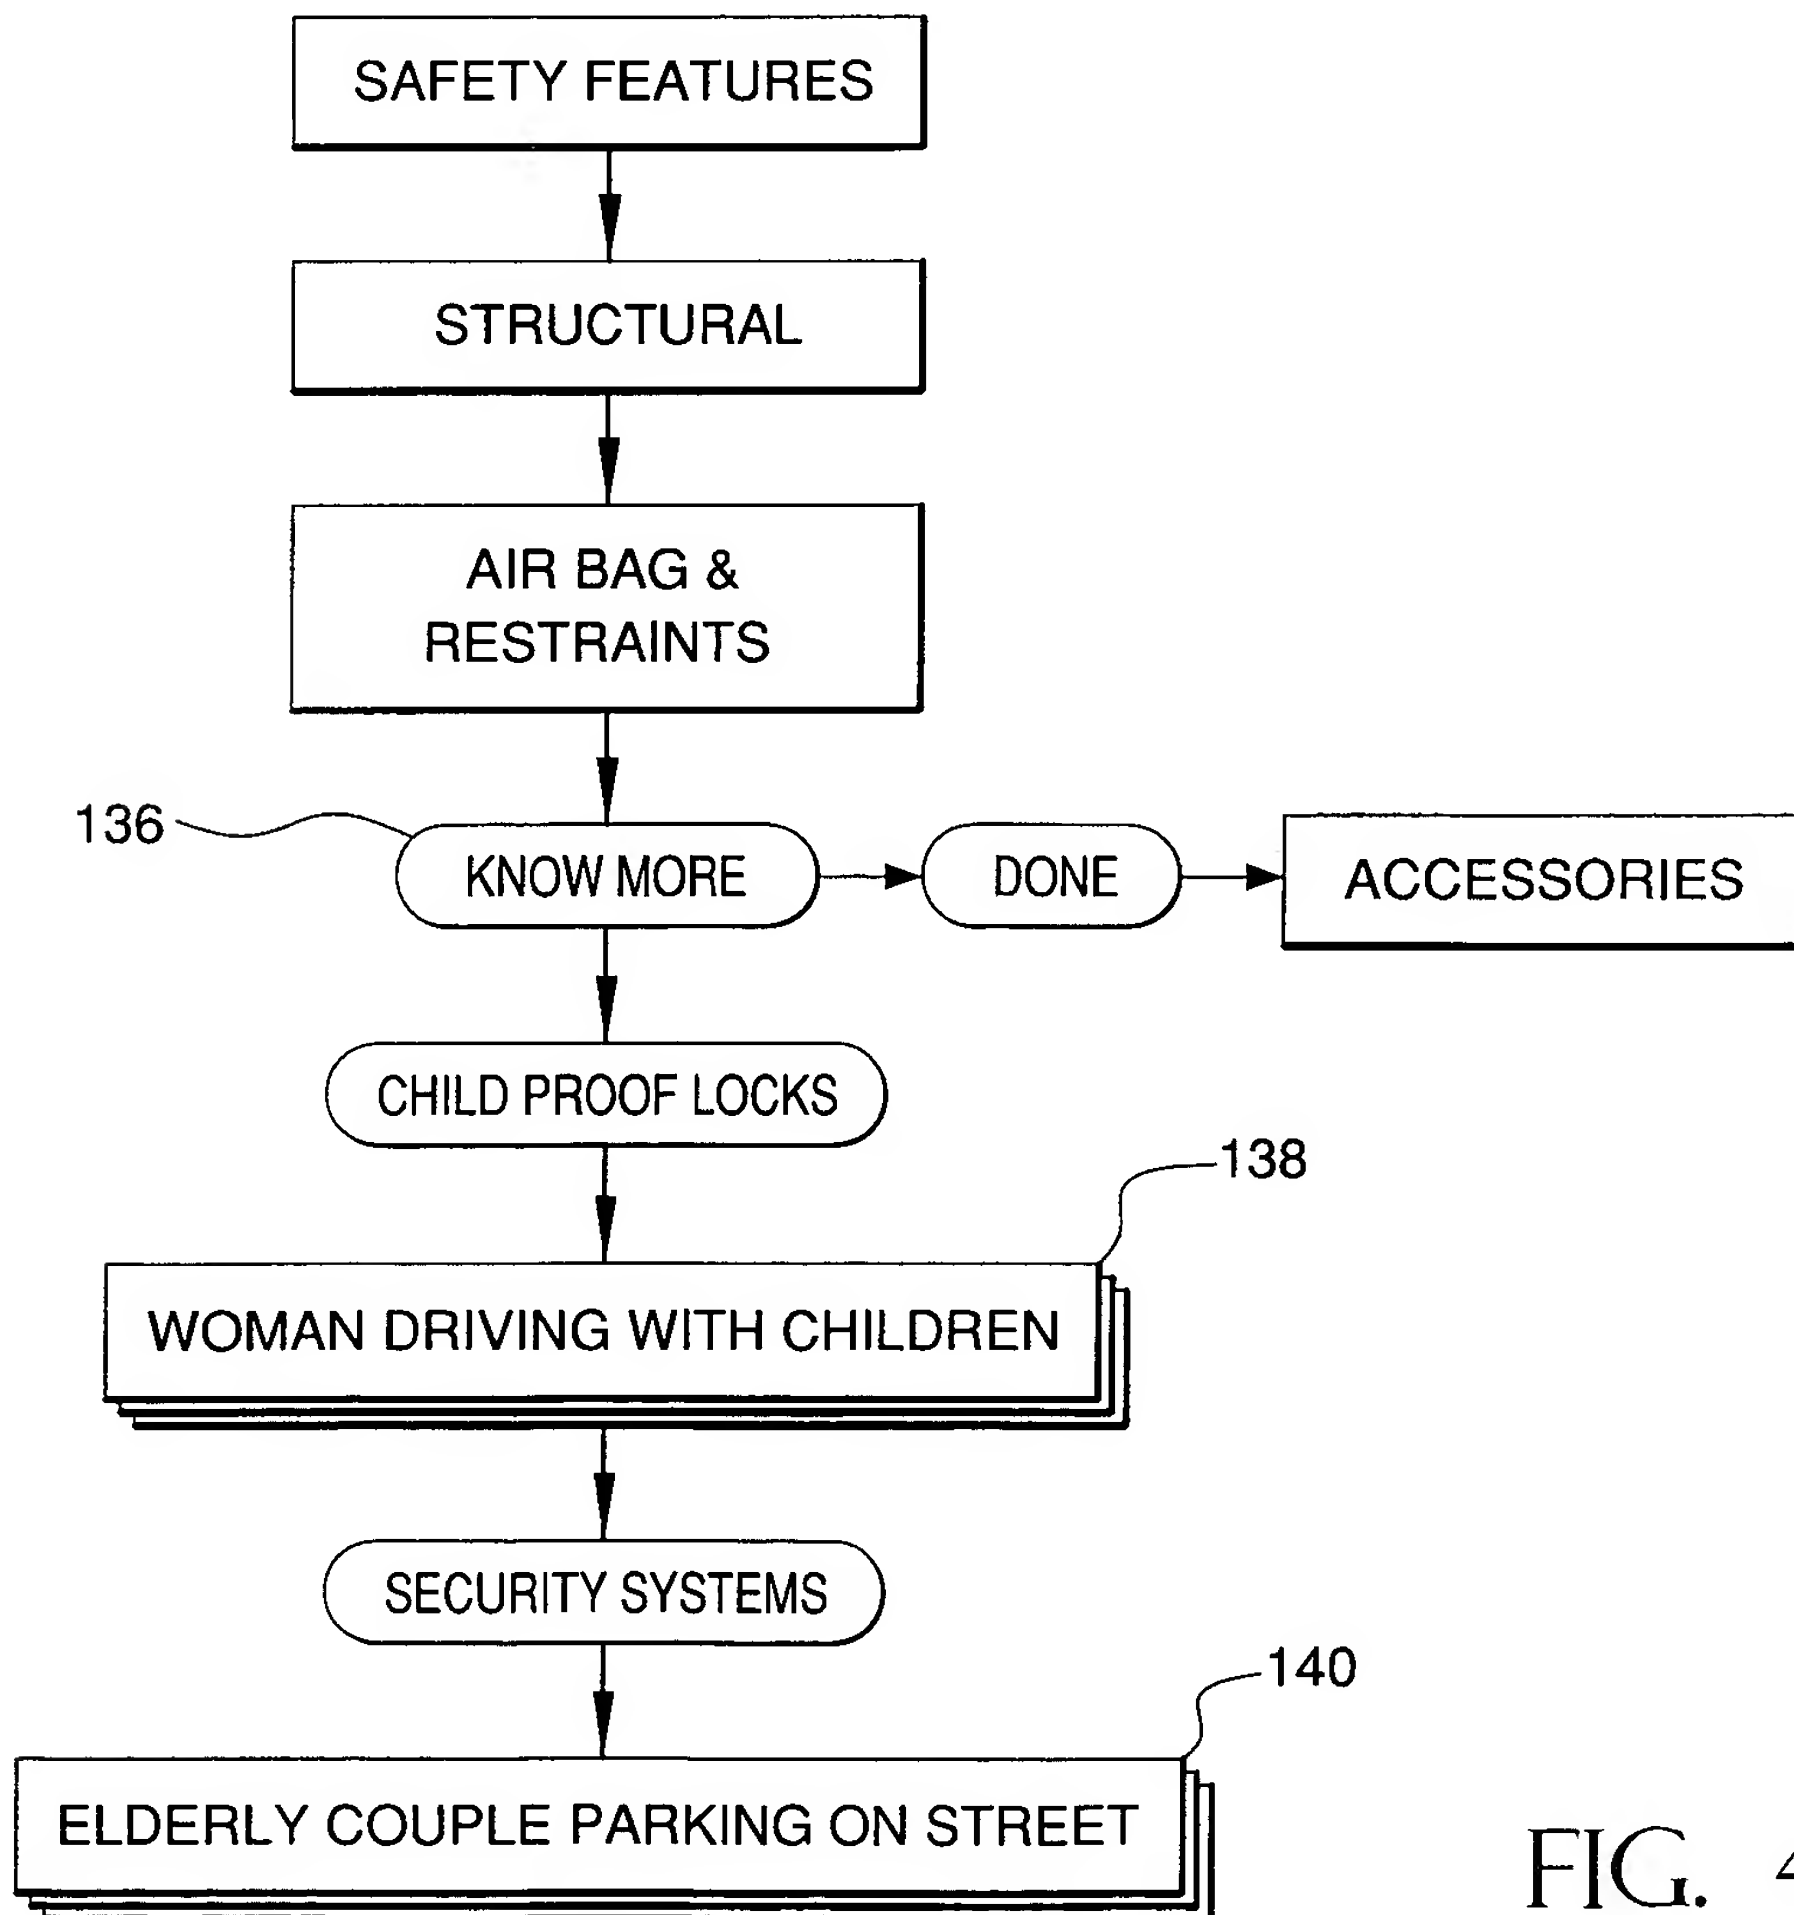 SAFETY FEATURES
STRUCTURAL
AIR BAG &
RESTRAINTS
136
KNOW MORE
DONE
ACCESSORIES
CHILD PROOF LOCKS
138
WOMAN DRIVING WITH CHILDREN
SECURITY SYSTEMS
140
ELDERLY COUPLE PARKING ON STREET
FIG. 4